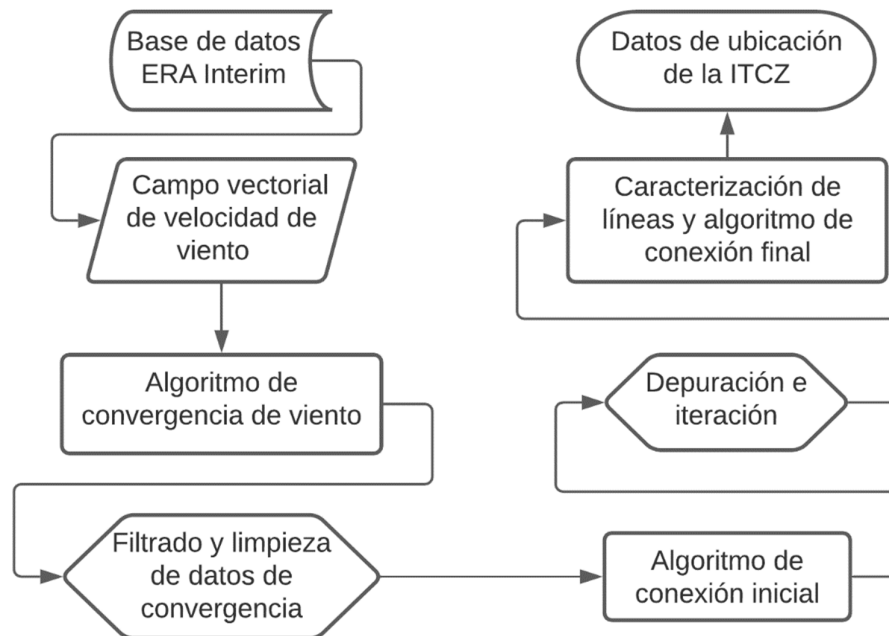 Base de datos
ERA Interim
Campo vectorial
de velocidad de
viento
Algoritmo de
convergencia de viento
Filtrado y limpieza
de datos de
convergencia
Algoritmo de
conexión inicial
Depuración e
iteración
Caracterización de
líneas y algoritmo de
conexión final
Datos de ubicación
de la ITCZ